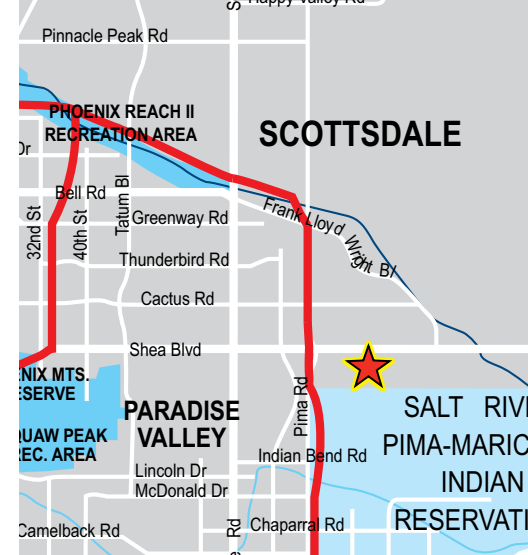 Happy Valley Rd
Pinnacle Peak Rd
PHOENIX REACH II
RECREATION AREA
SCOTTSDALE
Dr
Bell Rd
32nd St
40th St
Tatum Bl
Greenway Rd
Frank Lloyd Wright Bl
Thunderbird Rd
Cactus Rd
Shea Blvd
NIX MTS.
ESERVE
PARADISE
VALLEY
Pima Rd
SALT RIV
QUAW PEAK
REC. AREA
Indian Bend Rd
PIMA-MARIC
INDIAN
RESERVATI
Lincoln Dr
McDonald Dr
Camelback Rd
Rd
Chaparral Rd